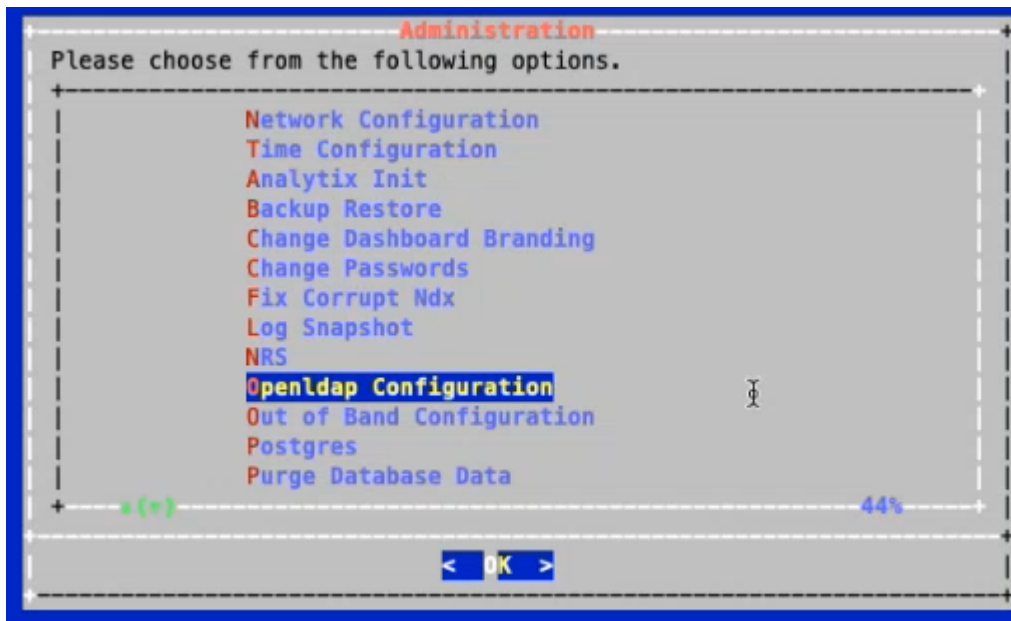 Administration
Please choose from the following options.
Network Configuration
Time Configuration
Analytix Init
Backup Restore
Change Dashboard Branding
Change Passwords
Fix Corrupt Ndx
Log Snapshot
NRS
Openldap Configuration
Out of Band Configuration
Postgres
Purge Database Data
44%
< OK >